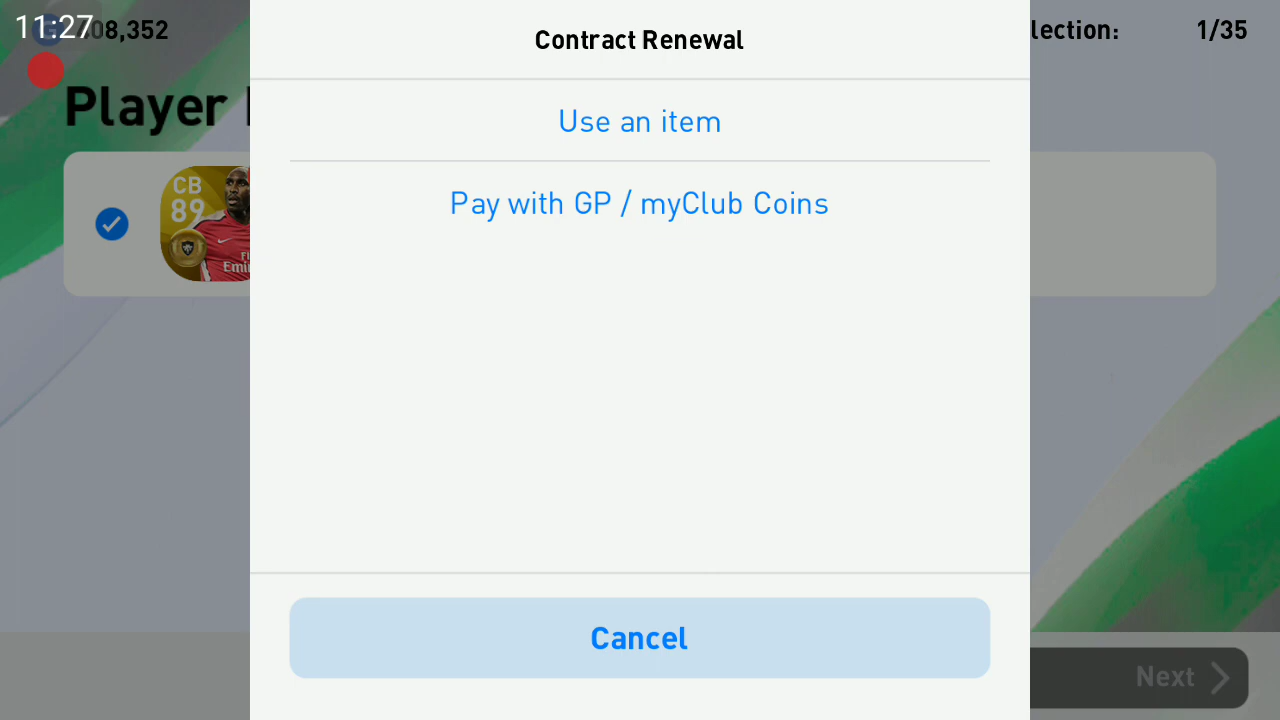 11:27
08,352
Contract Renewal
lection: 1/35
Player
Use an item
CB
89
Pay with GP / myClub Coins
Cancel
Next